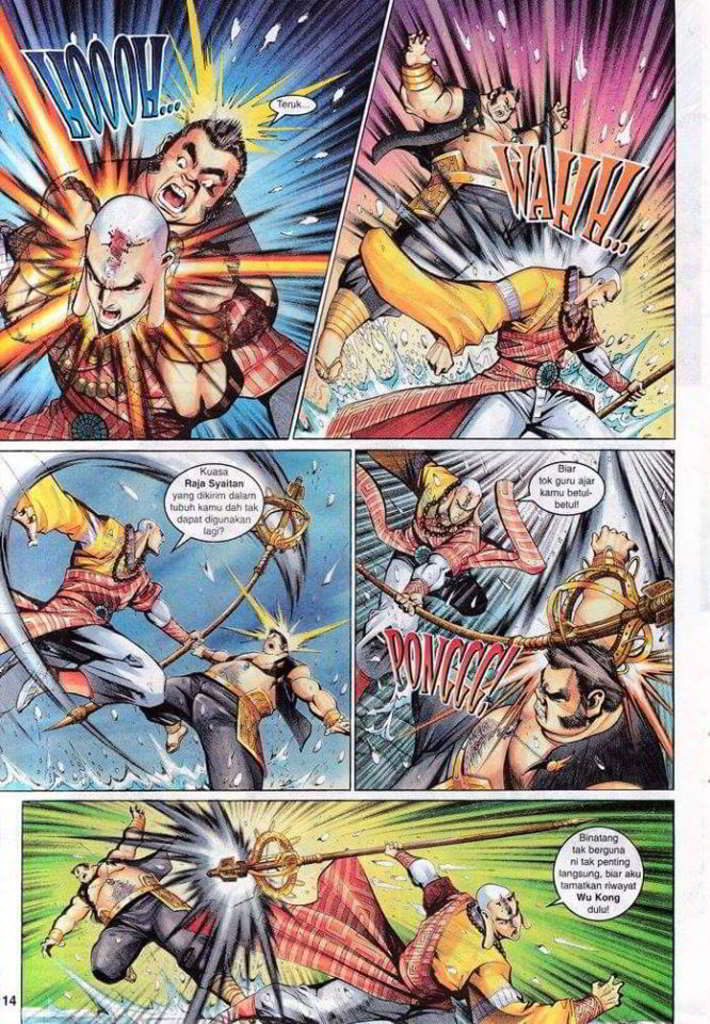 HOOOH...
Teruk...
WAHH...
Kuasa
Raja Syaitan
yang dikirim dalam
tubuh kamu dah tak
dapat digunakan
lagi?
Biar
tok guru ajar
kamu betul-
betul!
PONGGG!
Binatang
tak berguna
ni tak penting
langsung, biar aku
tamatkan riwayat
Wu Kong
dulu!
14